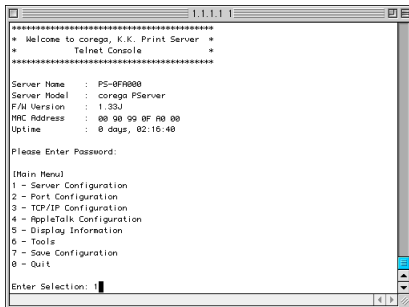 1.1.1.1 1
******************************************
* Welcome to corega, K.K. Print Server *
* Telnet Console *
******************************************
Server Name : PS-0FA000
Server Model : corega PServer
F/W Version : 1.33J
MAC Address : 00 90 99 0F A0 00
Uptime : 0 days, 02:16:40
Please Enter Password:
[Main Menu]
1 - Server Configuration
2 - Port Configuration
3 - TCP/IP Configuration
4 - AppleTalk Configuration
5 - Display Information
6 - Tools
7 - Save Configuration
0 - Quit
Enter Selection: 1